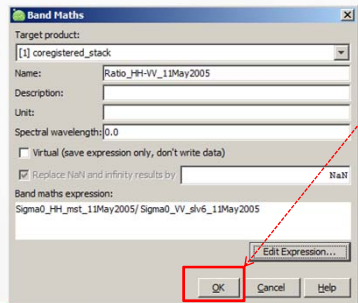 Band Maths
Target product:
[1] coregistered_stack
Name: Ratio_HH-VV_11May2005
Description:
Unit:
Spectral wavelength: 0.0
Virtual (save expression only, don't write data)
Replace NaN and infinity results by NaN
Band maths expression:
Sigma0_HH_mst_11May2005/ Sigma0_VV_slv6_11May2005
Edit Expression...
OK Cancel Help